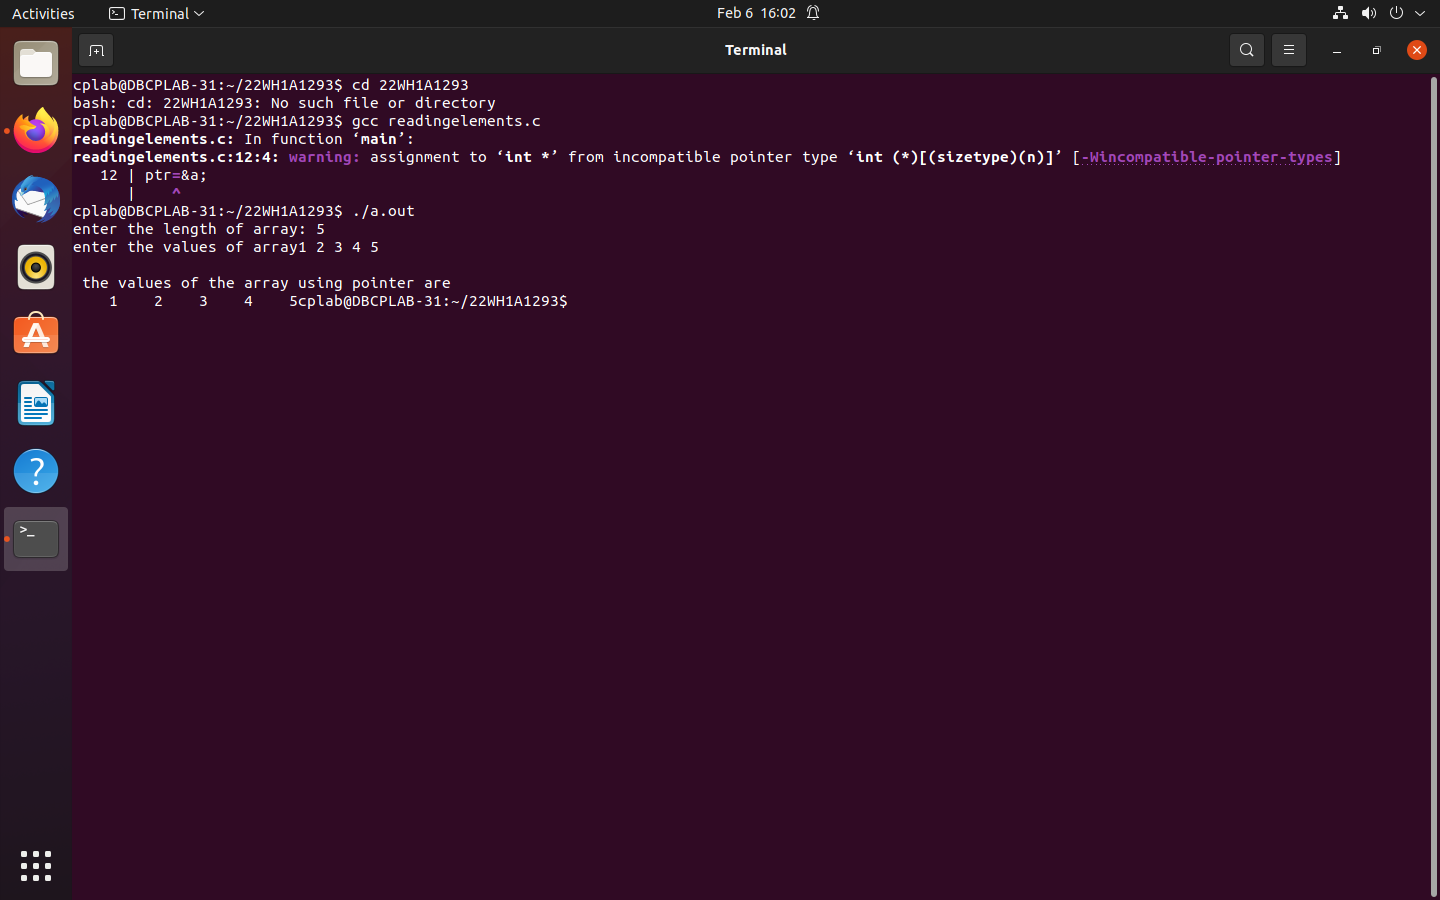 Activities Terminal Feb 6 16:02
Terminal
cplab@DBCPLAB-31:~/22WH1A1293$ cd 22WH1A1293
bash: cd: 22WH1A1293: No such file or directory
cplab@DBCPLAB-31:~/22WH1A1293$ gcc readingelements.c
readingelements.c: In function ‘main’:
readingelements.c:12:4: warning: assignment to ‘int *’ from incompatible pointer type ‘int (*)[(sizetype)(n)]’ [-Wincompatible-pointer-types]
   12 | ptr=&a;
      |    ^
cplab@DBCPLAB-31:~/22WH1A1293$ ./a.out
enter the length of array: 5
enter the values of array1 2 3 4 5
 the values of the array using pointer are
    1    2    3    4    5cplab@DBCPLAB-31:~/22WH1A1293$